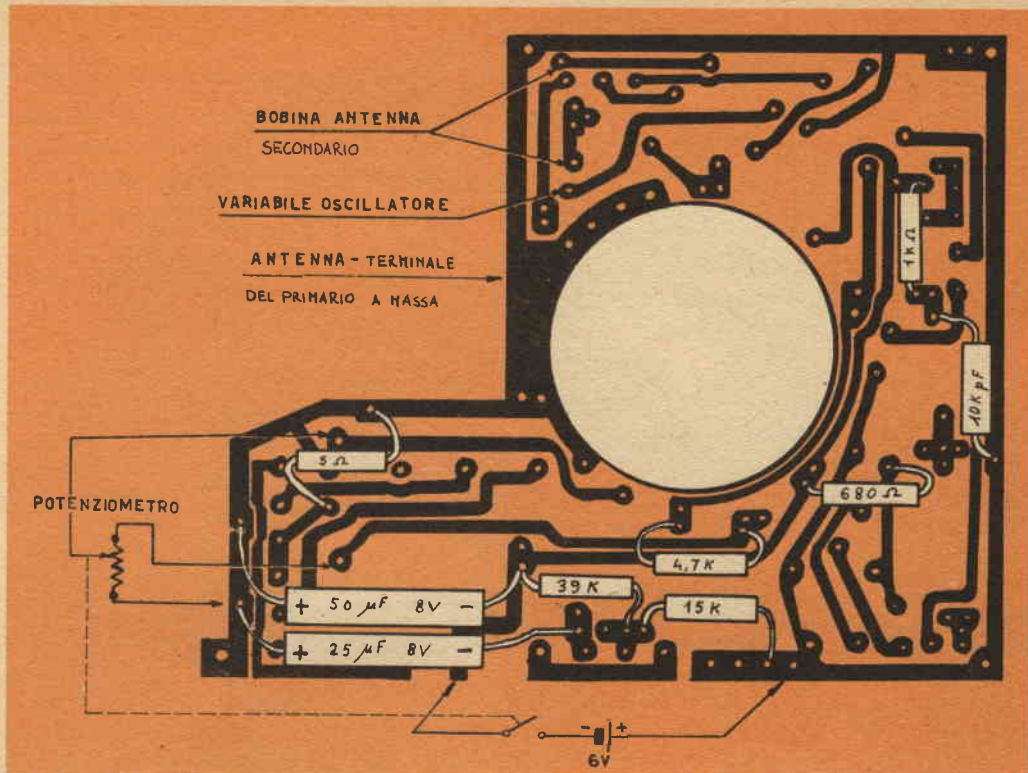 BOBINA ANTENNA
SECONDARIO
VARIABILE OSCILLATORE
ANTENNA - TERMINALE
DEL PRIMARIO A MASSA
1KΩ
10KpF
5Ω
680Ω
POTENZIOMETRO
4,7K
39K
15K
+ 50 µF 8V -
+ 25 µF 8V -
- +
6V